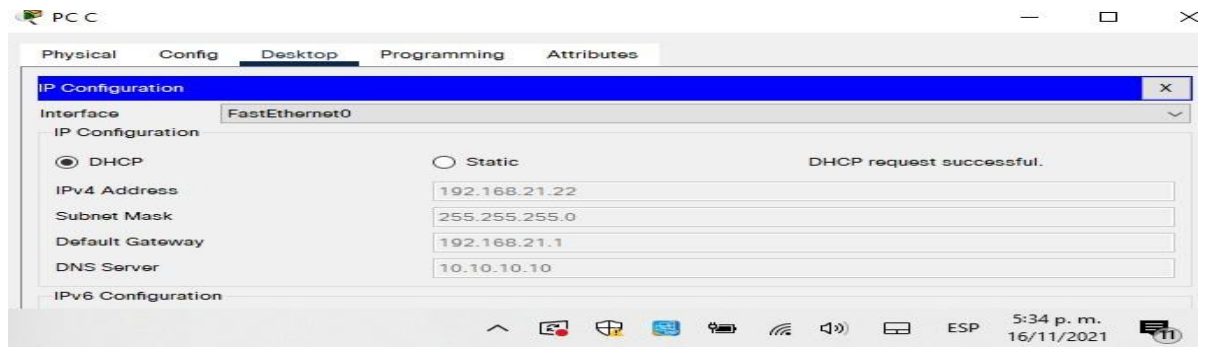 PC C
Physical Config Desktop Programming Attributes
IP Configuration X
Interface FastEthernet0
IP Configuration
DHCP Static DHCP request successful.
IPv4 Address 192.168.21.22
Subnet Mask 255.255.255.0
Default Gateway 192.168.21.1
DNS Server 10.10.10.10
IPv6 Configuration
ESP 5:34 p. m.
16/11/2021 11